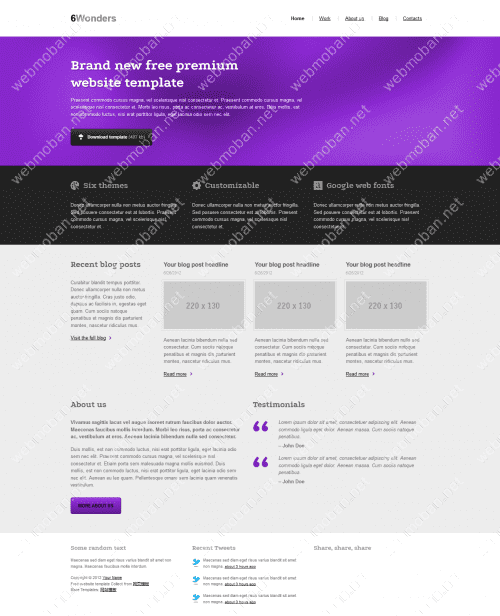 6Wonders
Home Work About us Blog Contacts
Brand new free premium
website template
Praesent commodo cursus magna, vel scelerisque nisl consectetur et. Praesent commodo cursus magna, vel
scelerisque nisl consectetur et. Morbi leo risus, porta ac consectetur ac, vestibulum at eros. Duis mollis, est
non commodo luctus, nisi erat porttitor ligula, eget lacinia odio sem nec elit.
Download template
Six themes
Donec ullamcorper nulla non metus auctor fringilla.
Sed posuere consectetur est at lobortis. Praesent
commodo cursus magna, vel scelerisque
consectetur et.
Customizable
Donec ullamcorper nulla non metus auctor fringilla.
Sed posuere consectetur est at lobortis. Praesent
commodo cursus magna, vel scelerisque
consectetur et.
Google web fonts
Donec ullamcorper nulla non metus auctor fringilla.
Sed posuere consectetur est at lobortis. Praesent
commodo cursus magna, vel scelerisque
consectetur et.
Recent blog posts
Curabitur blandit tempus porttitor.
Donec ullamcorper nulla non metus
auctor fringilla. Cras justo odio,
dapibus ac facilisis in, egestas eget
quam. Cum sociis natoque
penatibus et magnis dis parturient
montes, nascetur ridiculus mus.
Visit the full blog
Your blog post headline
220 x 130
Aenean lacinia bibendum nulla sed
consectetur. Cum sociis natoque
penatibus et magnis dis parturient
montes, nascetur ridiculus mus.
Read more
Your blog post headline
220 x 130
Aenean lacinia bibendum nulla sed
consectetur. Cum sociis natoque
penatibus et magnis dis parturient
montes, nascetur ridiculus mus.
Read more
Your blog post headline
220 x 130
Aenean lacinia bibendum nulla sed
consectetur. Cum sociis natoque
penatibus et magnis dis parturient
montes, nascetur ridiculus mus.
Read more
About us
Vivamus sagittis lacus vel augue laoreet rutrum faucibus dolor auctor.
Maecenas faucibus mollis interdum. Morbi leo risus, porta ac consectetur
ac, vestibulum at eros. Aenean lacinia bibendum nulla sed consectetur.
Duis mollis, est non commodo luctus, nisi erat porttitor ligula, eget lacinia odio
sem nec elit. Praesent commodo cursus magna, vel scelerisque nisl
consectetur et. Etiam porta sem malesuada magna mollis euismod. Duis
mollis, est non commodo luctus, nisi erat porttitor ligula, eget lacinia odio sem
nec elit. Aenean eu leo quam. Pellentesque ornare sem lacinia quam venenatis
vestibulum.
MORE ABOUT US
Testimonials
Lorem ipsum dolor sit amet, consectetur adipiscing elit. Aenean
commodo ligula eget dolor. Aenean massa. Cum sociis natoque
penatibus.
– John Doe
Lorem ipsum dolor sit amet, consectetur adipiscing elit. Aenean
commodo ligula eget dolor. Aenean massa. Cum sociis natoque
penatibus.
– John Doe
Some random text
Maecenas sed diam eget risus varius blandit sit amet non
magna. Maecenas faucibus mollis interdum.
Copyright © 2012 Your Name
Free website template Collect from
Recent Tweets
Maecenas sed diam eget risus varius blandit sit amet
non magna. about 3 hours ago
Maecenas sed diam eget risus varius blandit sit amet
non magna. about 3 hours ago
Maecenas sed diam eget risus varius blandit sit amet
non magna. about 3 hours ago
Share, share, share
webmoban.net